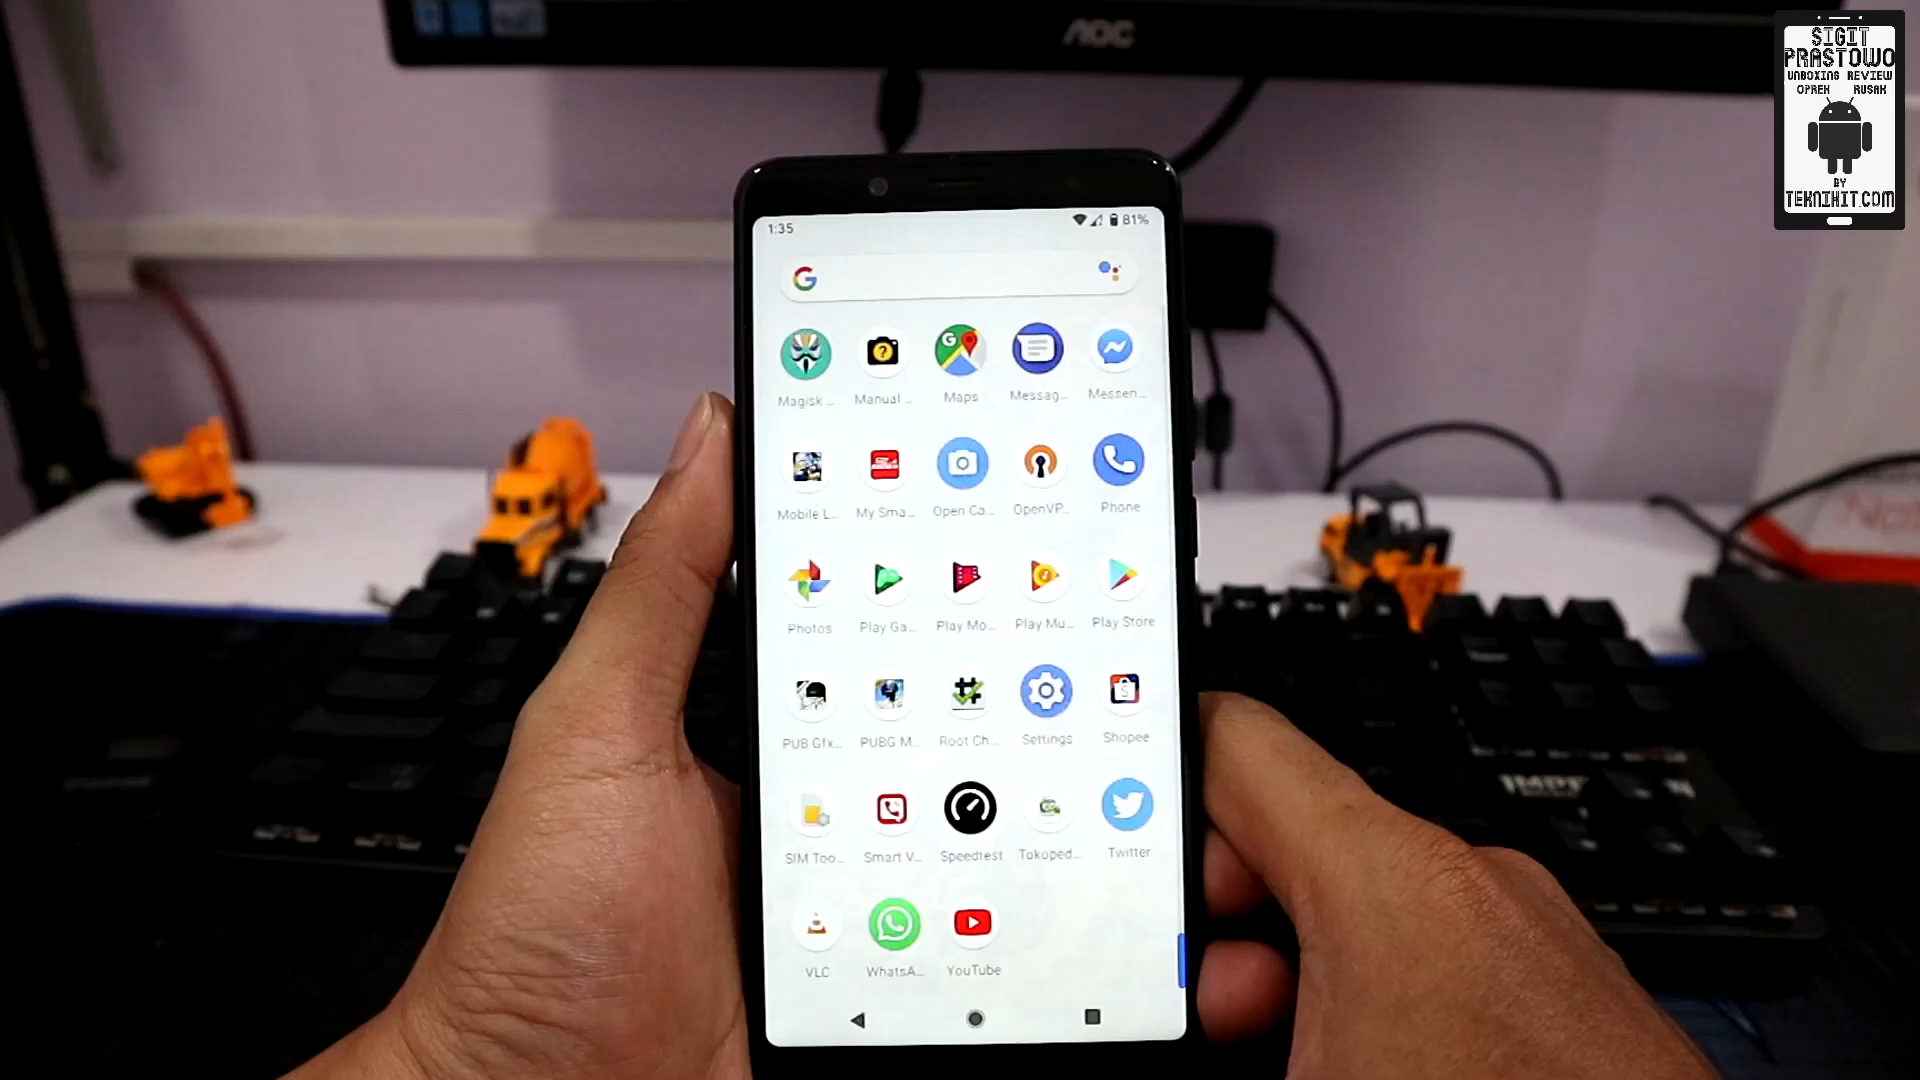 AOC
SIGIT
PRASTOWO
UNBOXING REVIEW
OPREK RUSAK
BY
TEKNIKIT.COM
1:35
81%
Magisk ...
Manual ...
Maps
Messag...
Messen...
Mobile L...
My Sma...
Open Ca...
OpenVP...
Phone
Photos
Play Ga...
Play Mo...
Play Mu...
Play Store
PUB Gfx...
PUBG M...
Root Ch...
Settings
Shopee
SIM Too...
Smart V...
Speedtest
Tokoped...
Twitter
VLC
WhatsA...
YouTube